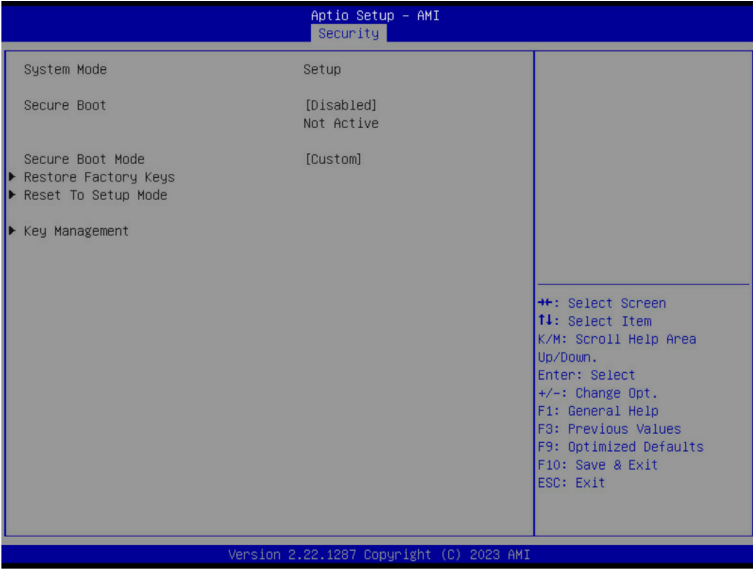 Aptio Setup - AMI
Security
System Mode Setup
Secure Boot [Disabled]
Not Active
Secure Boot Mode [Custom]
▶ Restore Factory Keys
▶ Reset To Setup Mode
▶ Key Management
→←: Select Screen
↑↓: Select Item
K/M: Scroll Help Area
Up/Down.
Enter: Select
+/-: Change Opt.
F1: General Help
F3: Previous Values
F9: Optimized Defaults
F10: Save & Exit
ESC: Exit
Version 2.22.1287 Copyright (C) 2023 AMI